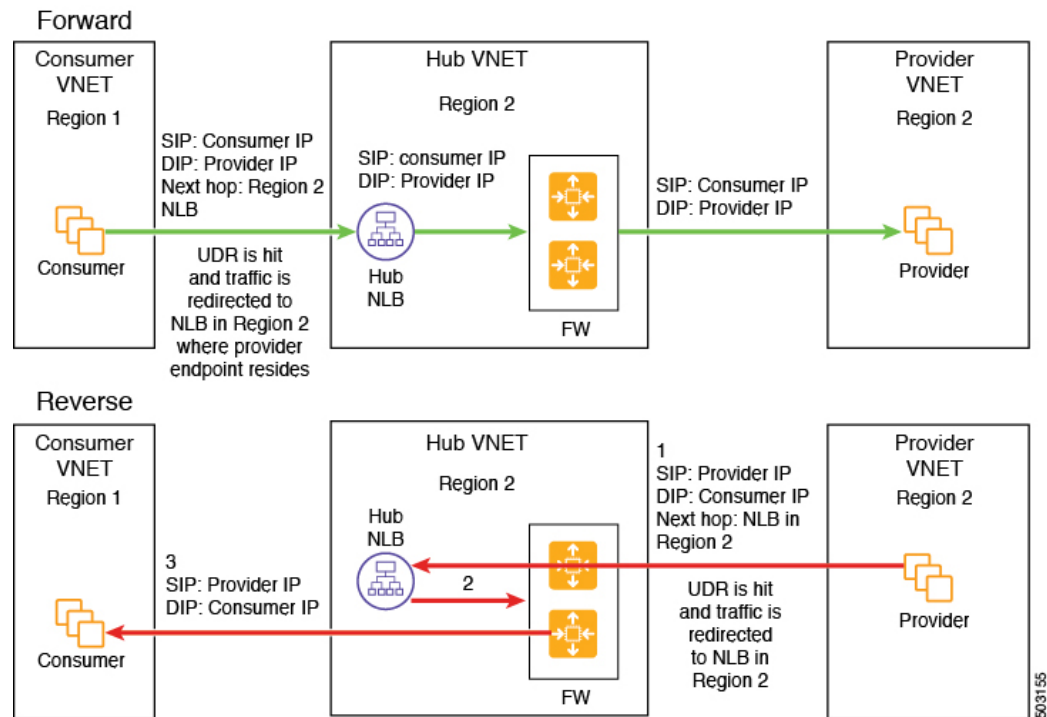 Forward
Consumer
VNET
Region 1
SIP: Consumer IP
DIP: Provider IP
Next hop: Region 2
NLB
Consumer
UDR is hit
and traffic is
redirected to
NLB in Region 2
where provider
endpoint resides
Hub VNET
Region 2
SIP: consumer IP
DIP: Provider IP
Hub
NLB
FW
SIP: Consumer IP
DIP: Provider IP
Provider
VNET
Region 2
Provider
Reverse
Consumer
VNET
Region 1
3
SIP: Provider IP
DIP: Consumer IP
Consumer
Hub VNET
Region 2
Hub
NLB
2
FW
1
SIP: Provider IP
DIP: Consumer IP
Next hop: NLB in
Region 2
UDR is hit
and traffic is
redirected
to NLB in
Region 2
Provider
VNET
Region 2
Provider
503155